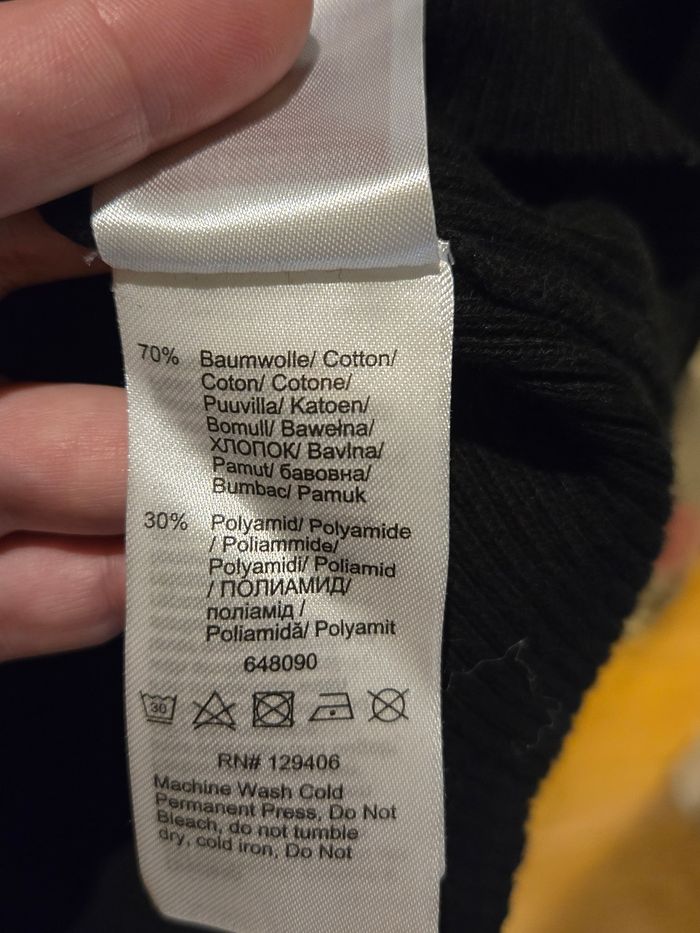 70% Baumwolle/ Cotton/
Coton/ Cotone/
Puuvilla/ Katoen/
Bomull/ Bawełna/
ХЛОПОК/ Bavlna/
Pamut/ бавовна/
Bumbac/ Pamuk
30% Polyamid/ Polyamide
/ Poliammide/
Polyamidi/ Poliamid
/ ПОЛИАМИД/
поліамід /
Poliamidă/ Polyamit
648090
30
RN# 129406
Machine Wash Cold
Permanent Press, Do Not
Bleach, do not tumble
dry, cold iron, Do Not